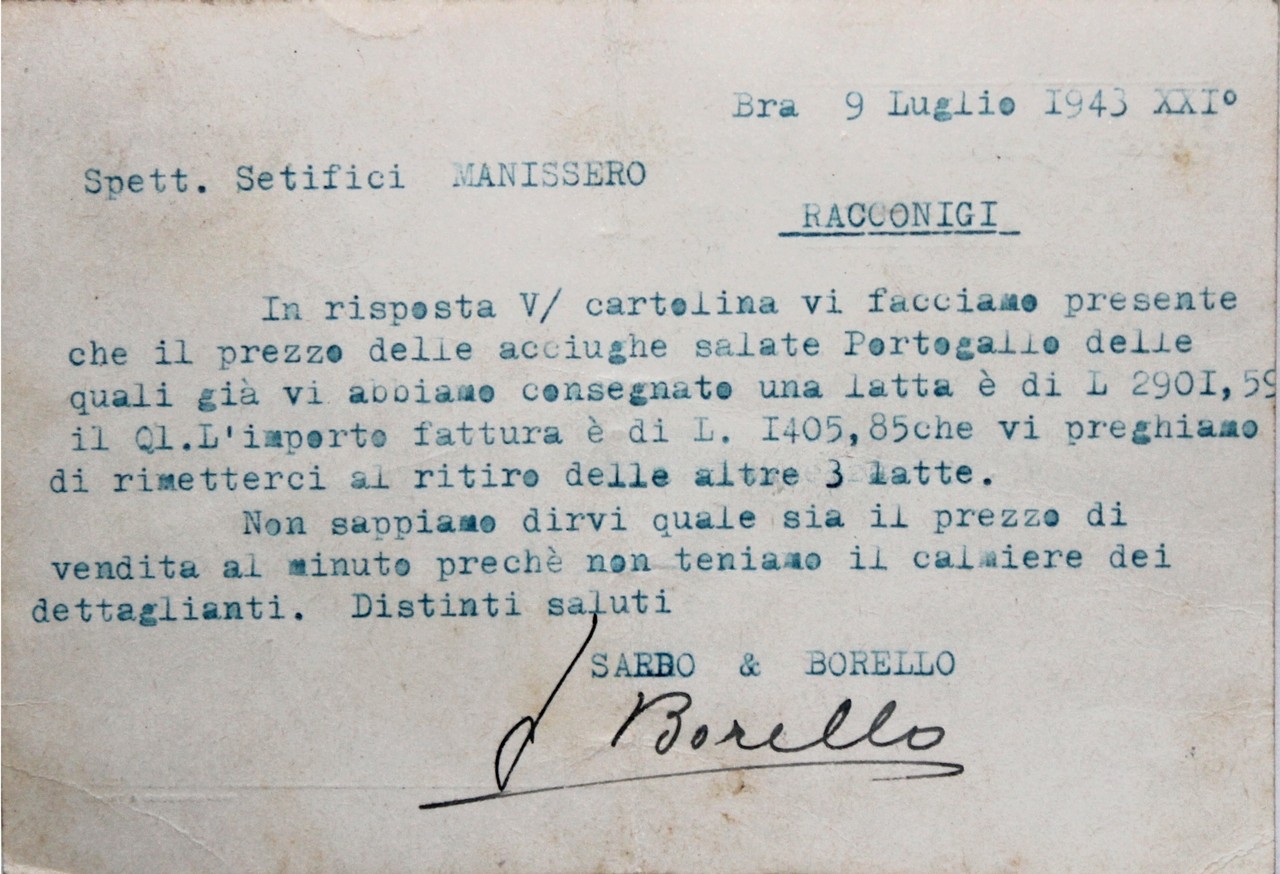 Bra 9 Luglio 1943 XXI°
Spett. Setifici MANISSERO
RACCONIGI
In risposta V/ cartolina vi facciamo presente
che il prezzo delle acciughe salate Portogallo delle
quali già vi abbiamo consegnato una latta è di L 2901,59
il Ql.L'importo fattura è di L. 1405,85che vi preghiamo
di rimetterci al ritiro delle altre 3 latte.
Non sappiamo dirvi quale sia il prezzo di
vendita al minuto prechè non teniamo il calmiere dei
dettaglianti. Distinti saluti
SARBO & BORELLO
Borello